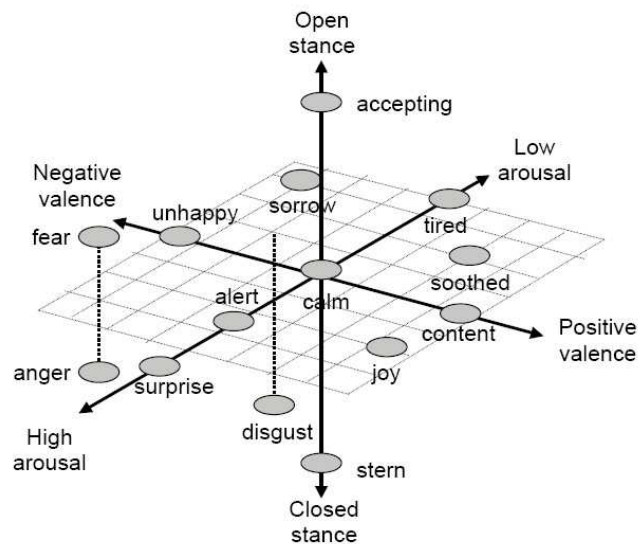 Open
stance
accepting
Low
arousal
Negative
valence
sorrow
unhappy
tired
fear
soothed
alert
calm
content
Positive
valence
anger
surprise
joy
disgust
High
arousal
stern
Closed
stance